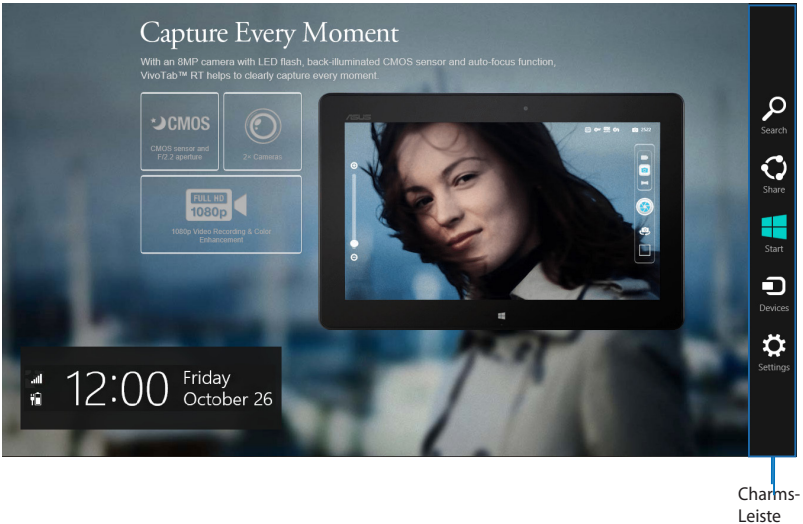 Capture Every Moment
With an 8MP camera with LED flash, back-illuminated CMOS sensor and auto-focus function,
VivoTab™ RT helps to clearly capture every moment.
CMOS
CMOS sensor and
F/2.2 aperture
2× Cameras
FULL HD
1080p
1080p Video Recording & Color
Enhancement
ASUS
2522
Search
Share
Start
Devices
Settings
12:00
Friday
October 26
Charms-
Leiste